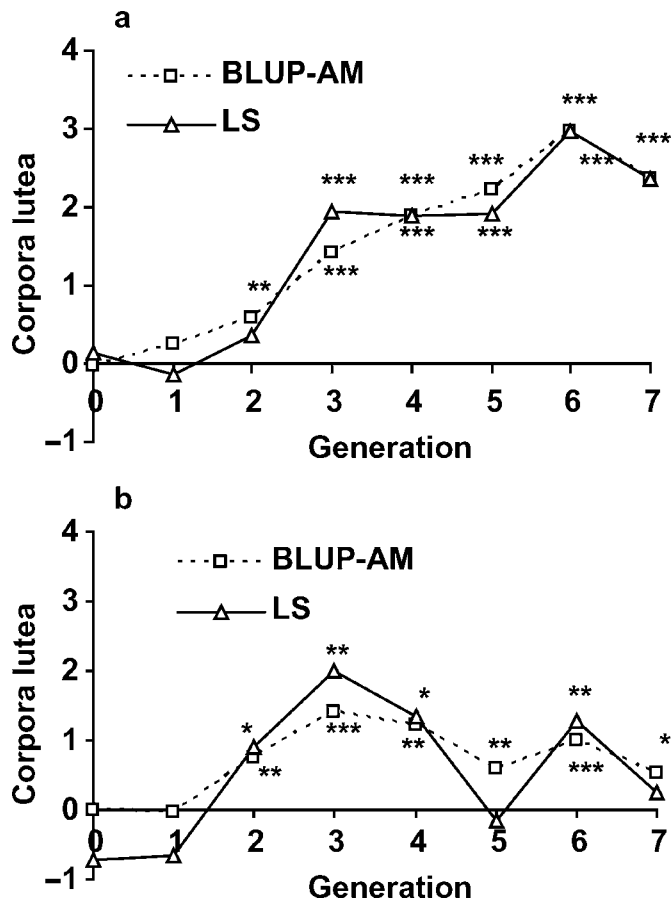 a
4
BLUP-AM
***
LS
3
***
***
***
***
***
2
***
***
***
Corpora lutea
1
**
0
0 1 2 3 4 5 6 7
–1
Generation
b
4
BLUP-AM
3
LS
**
2
*
**
*
***
**
**
*
1
**
***
Corpora lutea
0
0 1 2 3 4 5 6 7
–1
Generation